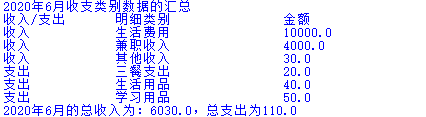 2020年6月收支类别数据的汇总
收入/支出 明细类别 金额
收入 生活费用 10000.0
收入 兼职收入 4000.0
收入 其他收入 30.0
支出 三餐支出 20.0
支出 生活用品 40.0
支出 学习用品 50.0
2020年6月的总收入为：6030.0，总支出为110.0